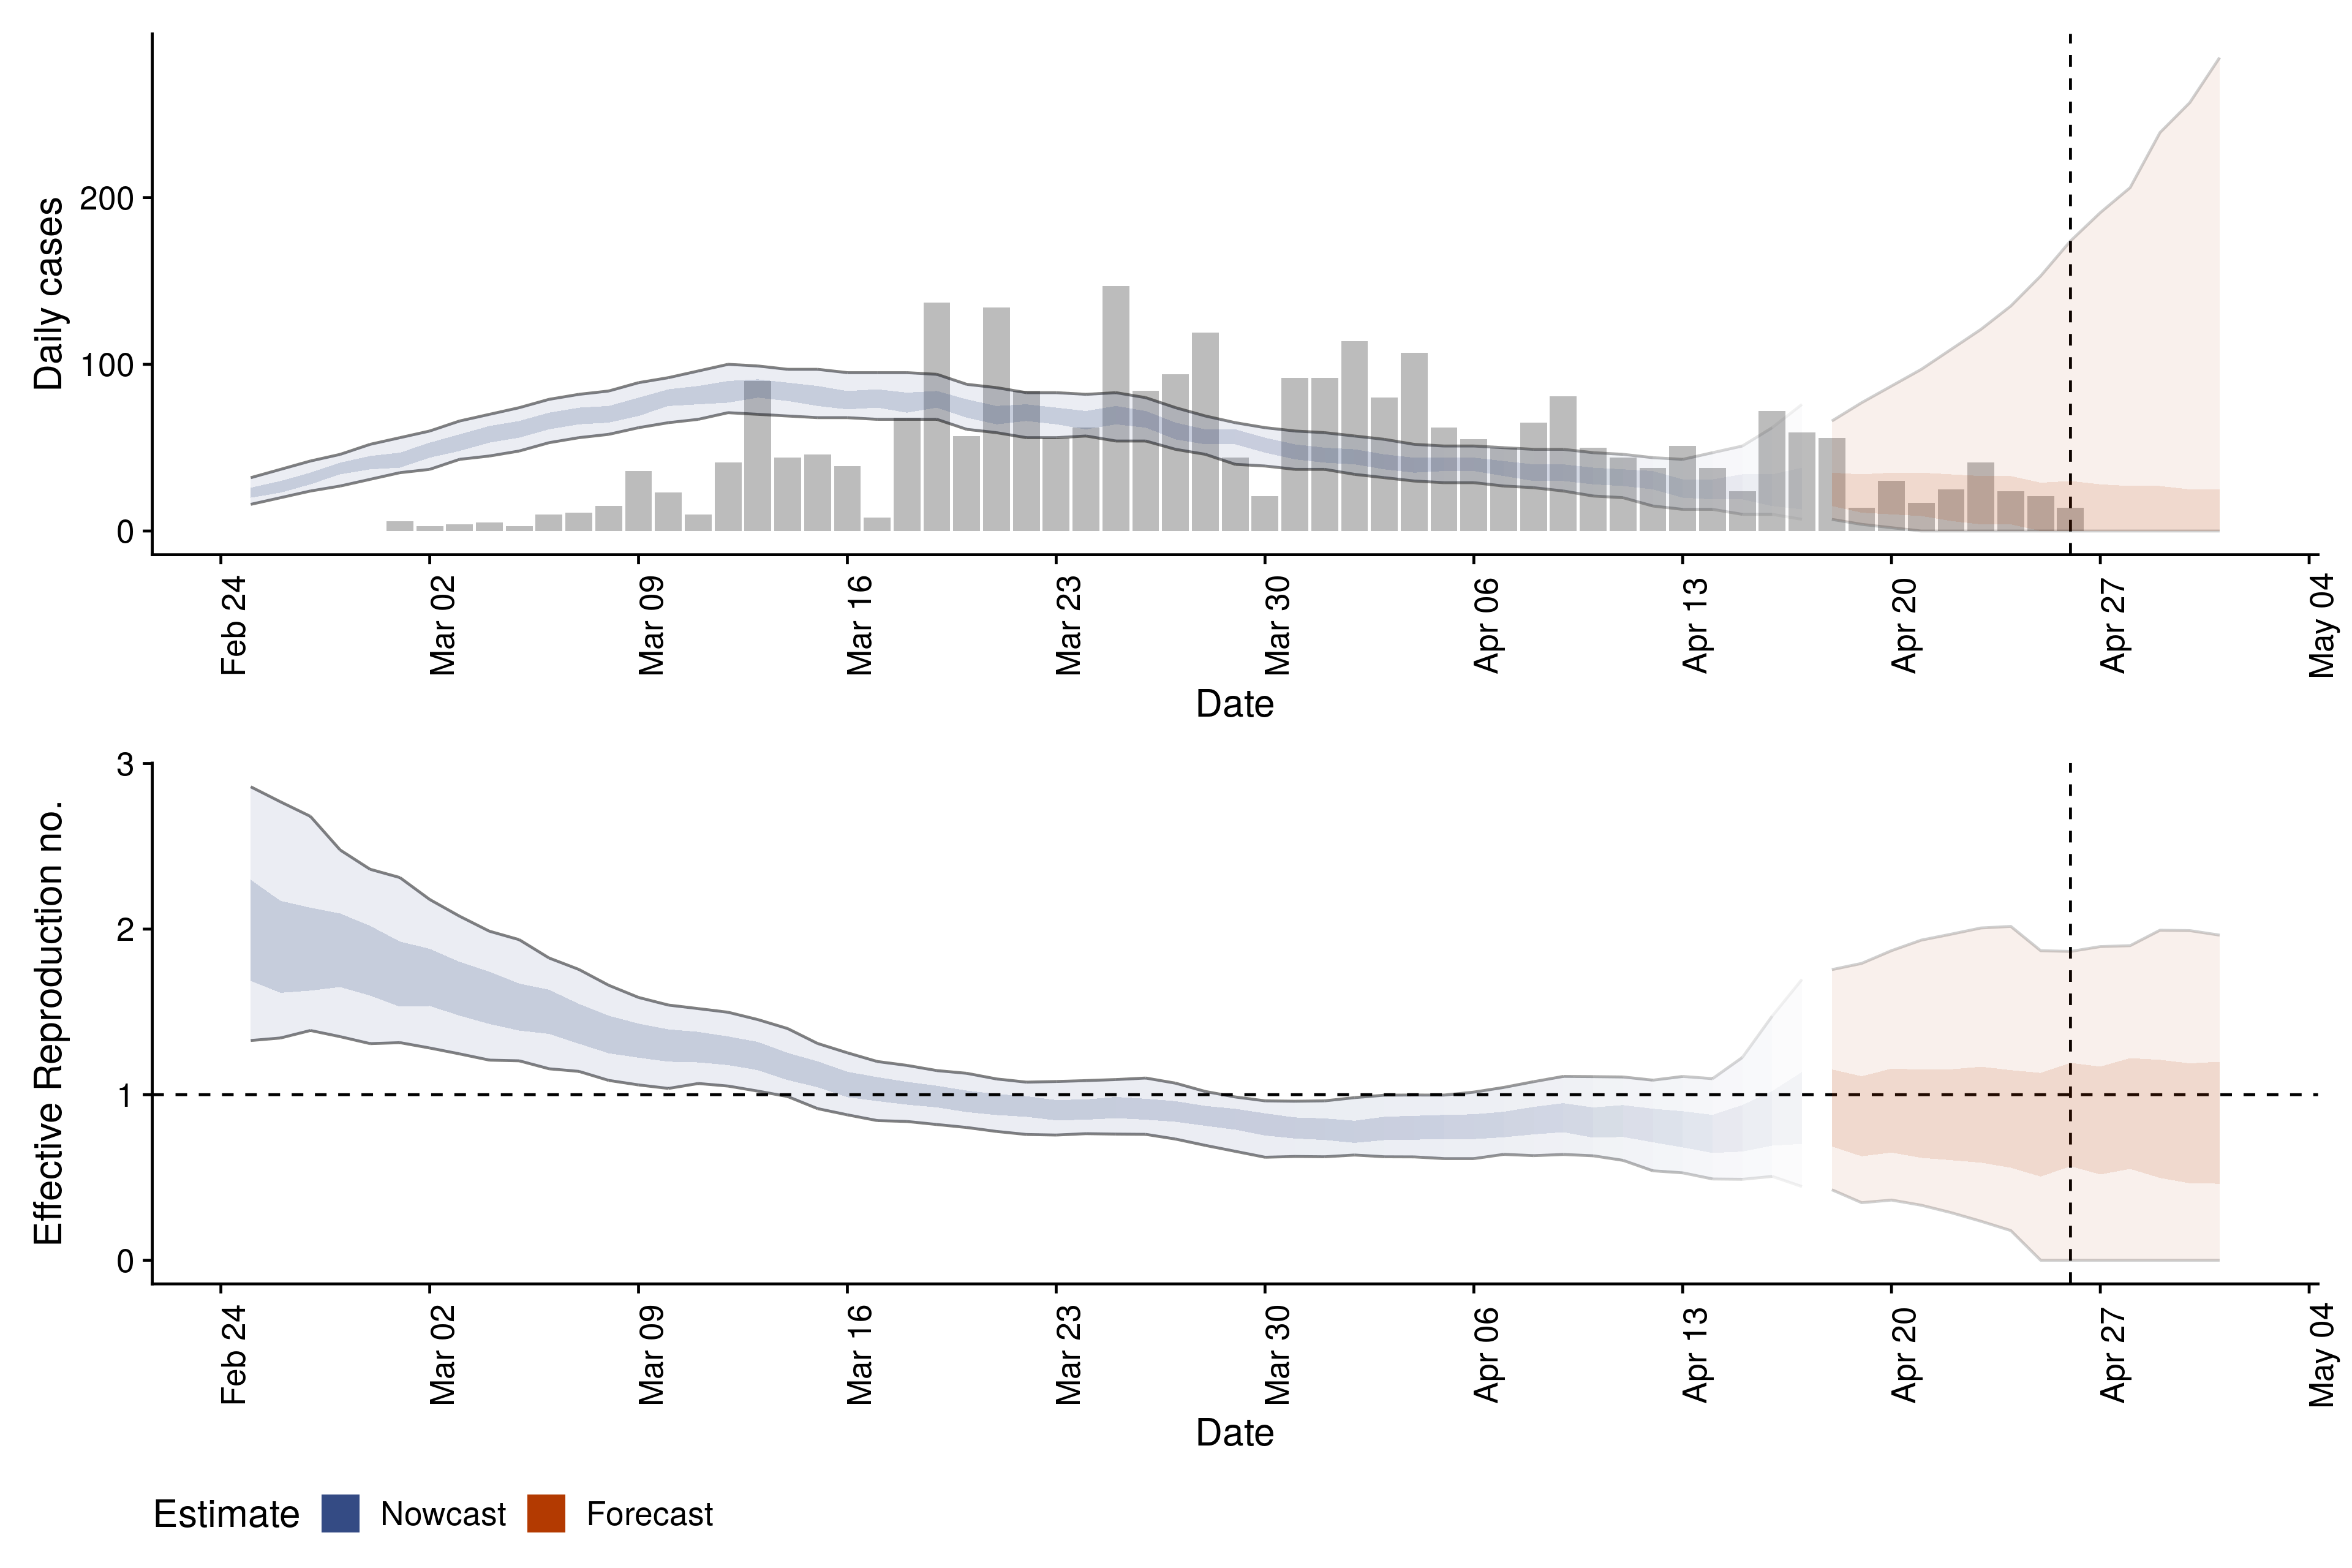 Daily cases
200
100
0
Feb 24
Mar 02
Mar 09
Mar 16
Mar 23
Mar 30
Apr 06
Apr 13
Apr 20
Apr 27
May 04
Date
Effective Reproduction no.
3
2
1
0
Feb 24
Mar 02
Mar 09
Mar 16
Mar 23
Mar 30
Apr 06
Apr 13
Apr 20
Apr 27
May 04
Date
Estimate Nowcast Forecast